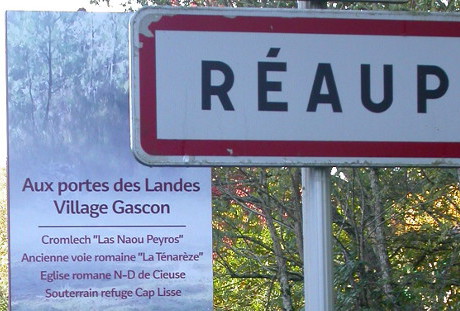 RÉAUP
Aux portes des Landes
Village Gascon
Cromlech "Las Naou Peyros"
Ancienne voie romaine "La Ténarèze"
Eglise romane N-D de Cieuse
Souterrain refuge Cap Lisse